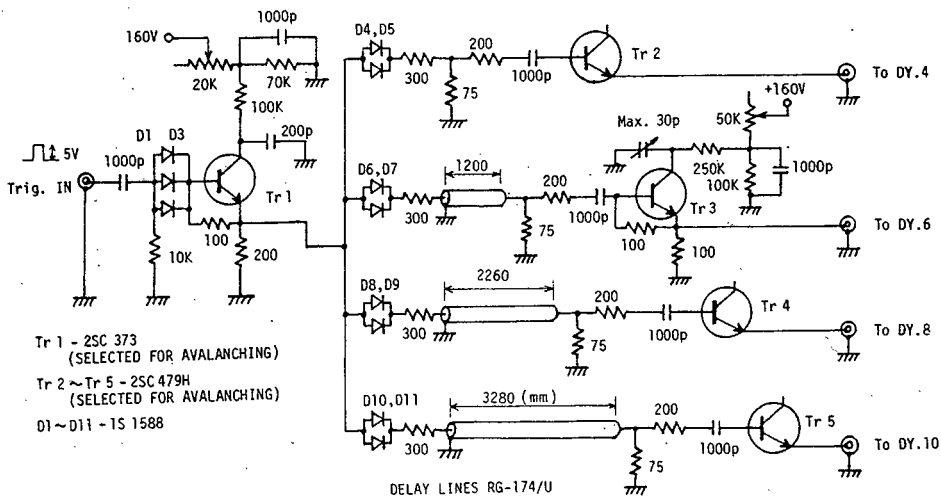 1000p
160V
20K
70K
100K
200p
D1 D3
5V
1000p
Trig. IN
Tr 1
100
10K
200
D4,D5
300
75
200
1000p
Tr 2
To DY.4
+160V
50K
Max. 30p
250K
100K
1000p
D6,D7
1200
300
75
200
1000p
Tr 3
100
100
To DY.6
D8,D9
2260
300
75
200
1000p
Tr 4
To DY.8
D10,D11
3280 (mm)
300
75
200
1000p
Tr 5
To DY.10
Tr 1 - 2SC 373
(SELECTED FOR AVALANCHING)
Tr 2 ~ Tr 5 - 2SC 479H
(SELECTED FOR AVALANCHING)
D1 ~ D11 - 1S 1588
DELAY LINES RG-174/U